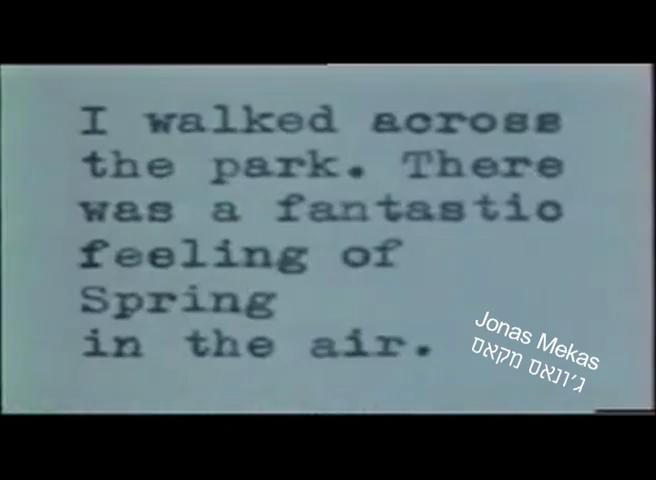 I walked across
the park. There
was a fantastic
feeling of
Spring
in the air.
Jonas Mekas
ג'ונאס מקאס